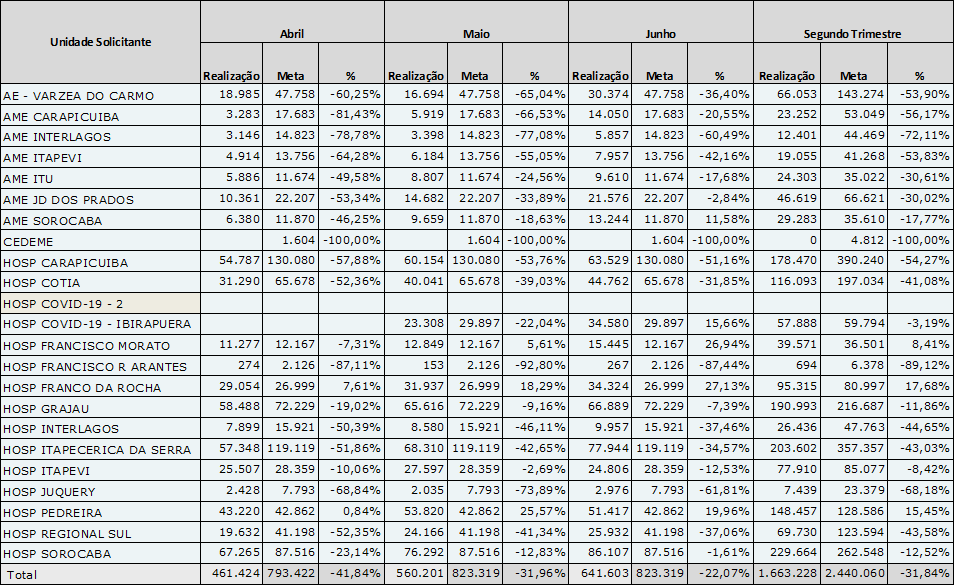 Unidade Solicitante Abril Maio Junho Segundo Trimestre
Realização Meta % Realização Meta % Realização Meta % Realização Meta %
AE - VARZEA DO CARMO 18.985 47.758 -60,25% 16.694 47.758 -65,04% 30.374 47.758 -36,40% 66.053 143.274 -53,90%
AME CARAPICUIBA 3.283 17.683 -81,43% 5.919 17.683 -66,53% 14.050 17.683 -20,55% 23.252 53.049 -56,17%
AME INTERLAGOS 3.146 14.823 -78,78% 3.398 14.823 -77,08% 5.857 14.823 -60,49% 12.401 44.469 -72,11%
AME ITAPEVI 4.914 13.756 -64,28% 6.184 13.756 -55,05% 7.957 13.756 -42,16% 19.055 41.268 -53,83%
AME ITU 5.886 11.674 -49,58% 8.807 11.674 -24,56% 9.610 11.674 -17,68% 24.303 35.022 -30,61%
AME JD DOS PRADOS 10.361 22.207 -53,34% 14.682 22.207 -33,89% 21.576 22.207 -2,84% 46.619 66.621 -30,02%
AME SOROCABA 6.380 11.870 -46,25% 9.659 11.870 -18,63% 13.244 11.870 11,58% 29.283 35.610 -17,77%
CEDEME 1.604 -100,00% 1.604 -100,00% 1.604 -100,00% 0 4.812 -100,00%
HOSP CARAPICUIBA 54.787 130.080 -57,88% 60.154 130.080 -53,76% 63.529 130.080 -51,16% 178.470 390.240 -54,27%
HOSP COTIA 31.290 65.678 -52,36% 40.041 65.678 -39,03% 44.762 65.678 -31,85% 116.093 197.034 -41,08%
HOSP COVID-19 - 2
HOSP COVID-19 - IBIRAPUERA 23.308 29.897 -22,04% 34.580 29.897 15,66% 57.888 59.794 -3,19%
HOSP FRANCISCO MORATO 11.277 12.167 -7,31% 12.849 12.167 5,61% 15.445 12.167 26,94% 39.571 36.501 8,41%
HOSP FRANCISCO R ARANTES 274 2.126 -87,11% 153 2.126 -92,80% 267 2.126 -87,44% 694 6.378 -89,12%
HOSP FRANCO DA ROCHA 29.054 26.999 7,61% 31.937 26.999 18,29% 34.324 26.999 27,13% 95.315 80.997 17,68%
HOSP GRAJAU 58.488 72.229 -19,02% 65.616 72.229 -9,16% 66.889 72.229 -7,39% 190.993 216.687 -11,86%
HOSP INTERLAGOS 7.899 15.921 -50,39% 8.580 15.921 -46,11% 9.957 15.921 -37,46% 26.436 47.763 -44,65%
HOSP ITAPECERICA DA SERRA 57.348 119.119 -51,86% 68.310 119.119 -42,65% 77.944 119.119 -34,57% 203.602 357.357 -43,03%
HOSP ITAPEVI 25.507 28.359 -10,06% 27.597 28.359 -2,69% 24.806 28.359 -12,53% 77.910 85.077 -8,42%
HOSP JUQUERY 2.428 7.793 -68,84% 2.035 7.793 -73,89% 2.976 7.793 -61,81% 7.439 23.379 -68,18%
HOSP PEDREIRA 43.220 42.862 0,84% 53.820 42.862 25,57% 51.417 42.862 19,96% 148.457 128.586 15,45%
HOSP REGIONAL SUL 19.632 41.198 -52,35% 24.166 41.198 -41,34% 25.932 41.198 -37,06% 69.730 123.594 -43,58%
HOSP SOROCABA 67.265 87.516 -23,14% 76.292 87.516 -12,83% 86.107 87.516 -1,61% 229.664 262.548 -12,52%
Total 461.424 793.422 -41,84% 560.201 823.319 -31,96% 641.603 823.319 -22,07% 1.663.228 2.440.060 -31,84%